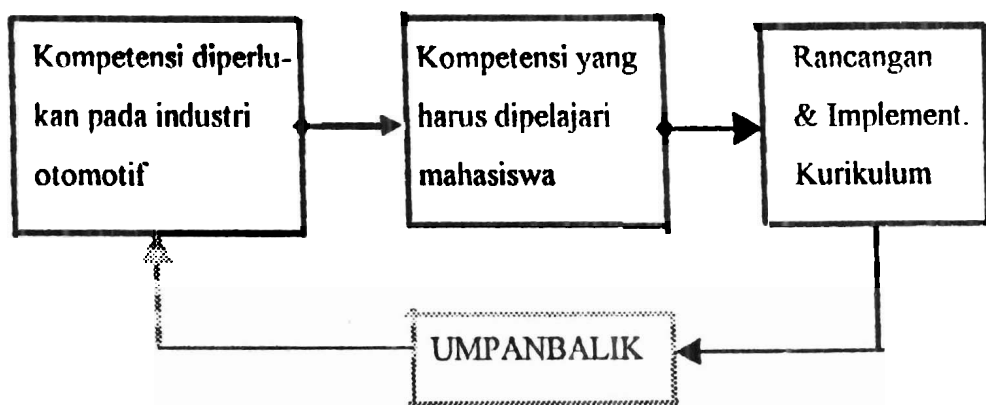 Kompetensi diperlu-
kan pada industri
otomotif
Kompetensi yang
harus dipelajari
mahasiswa
Rancangan
& Implement.
Kurikulum
UMPANBALIK